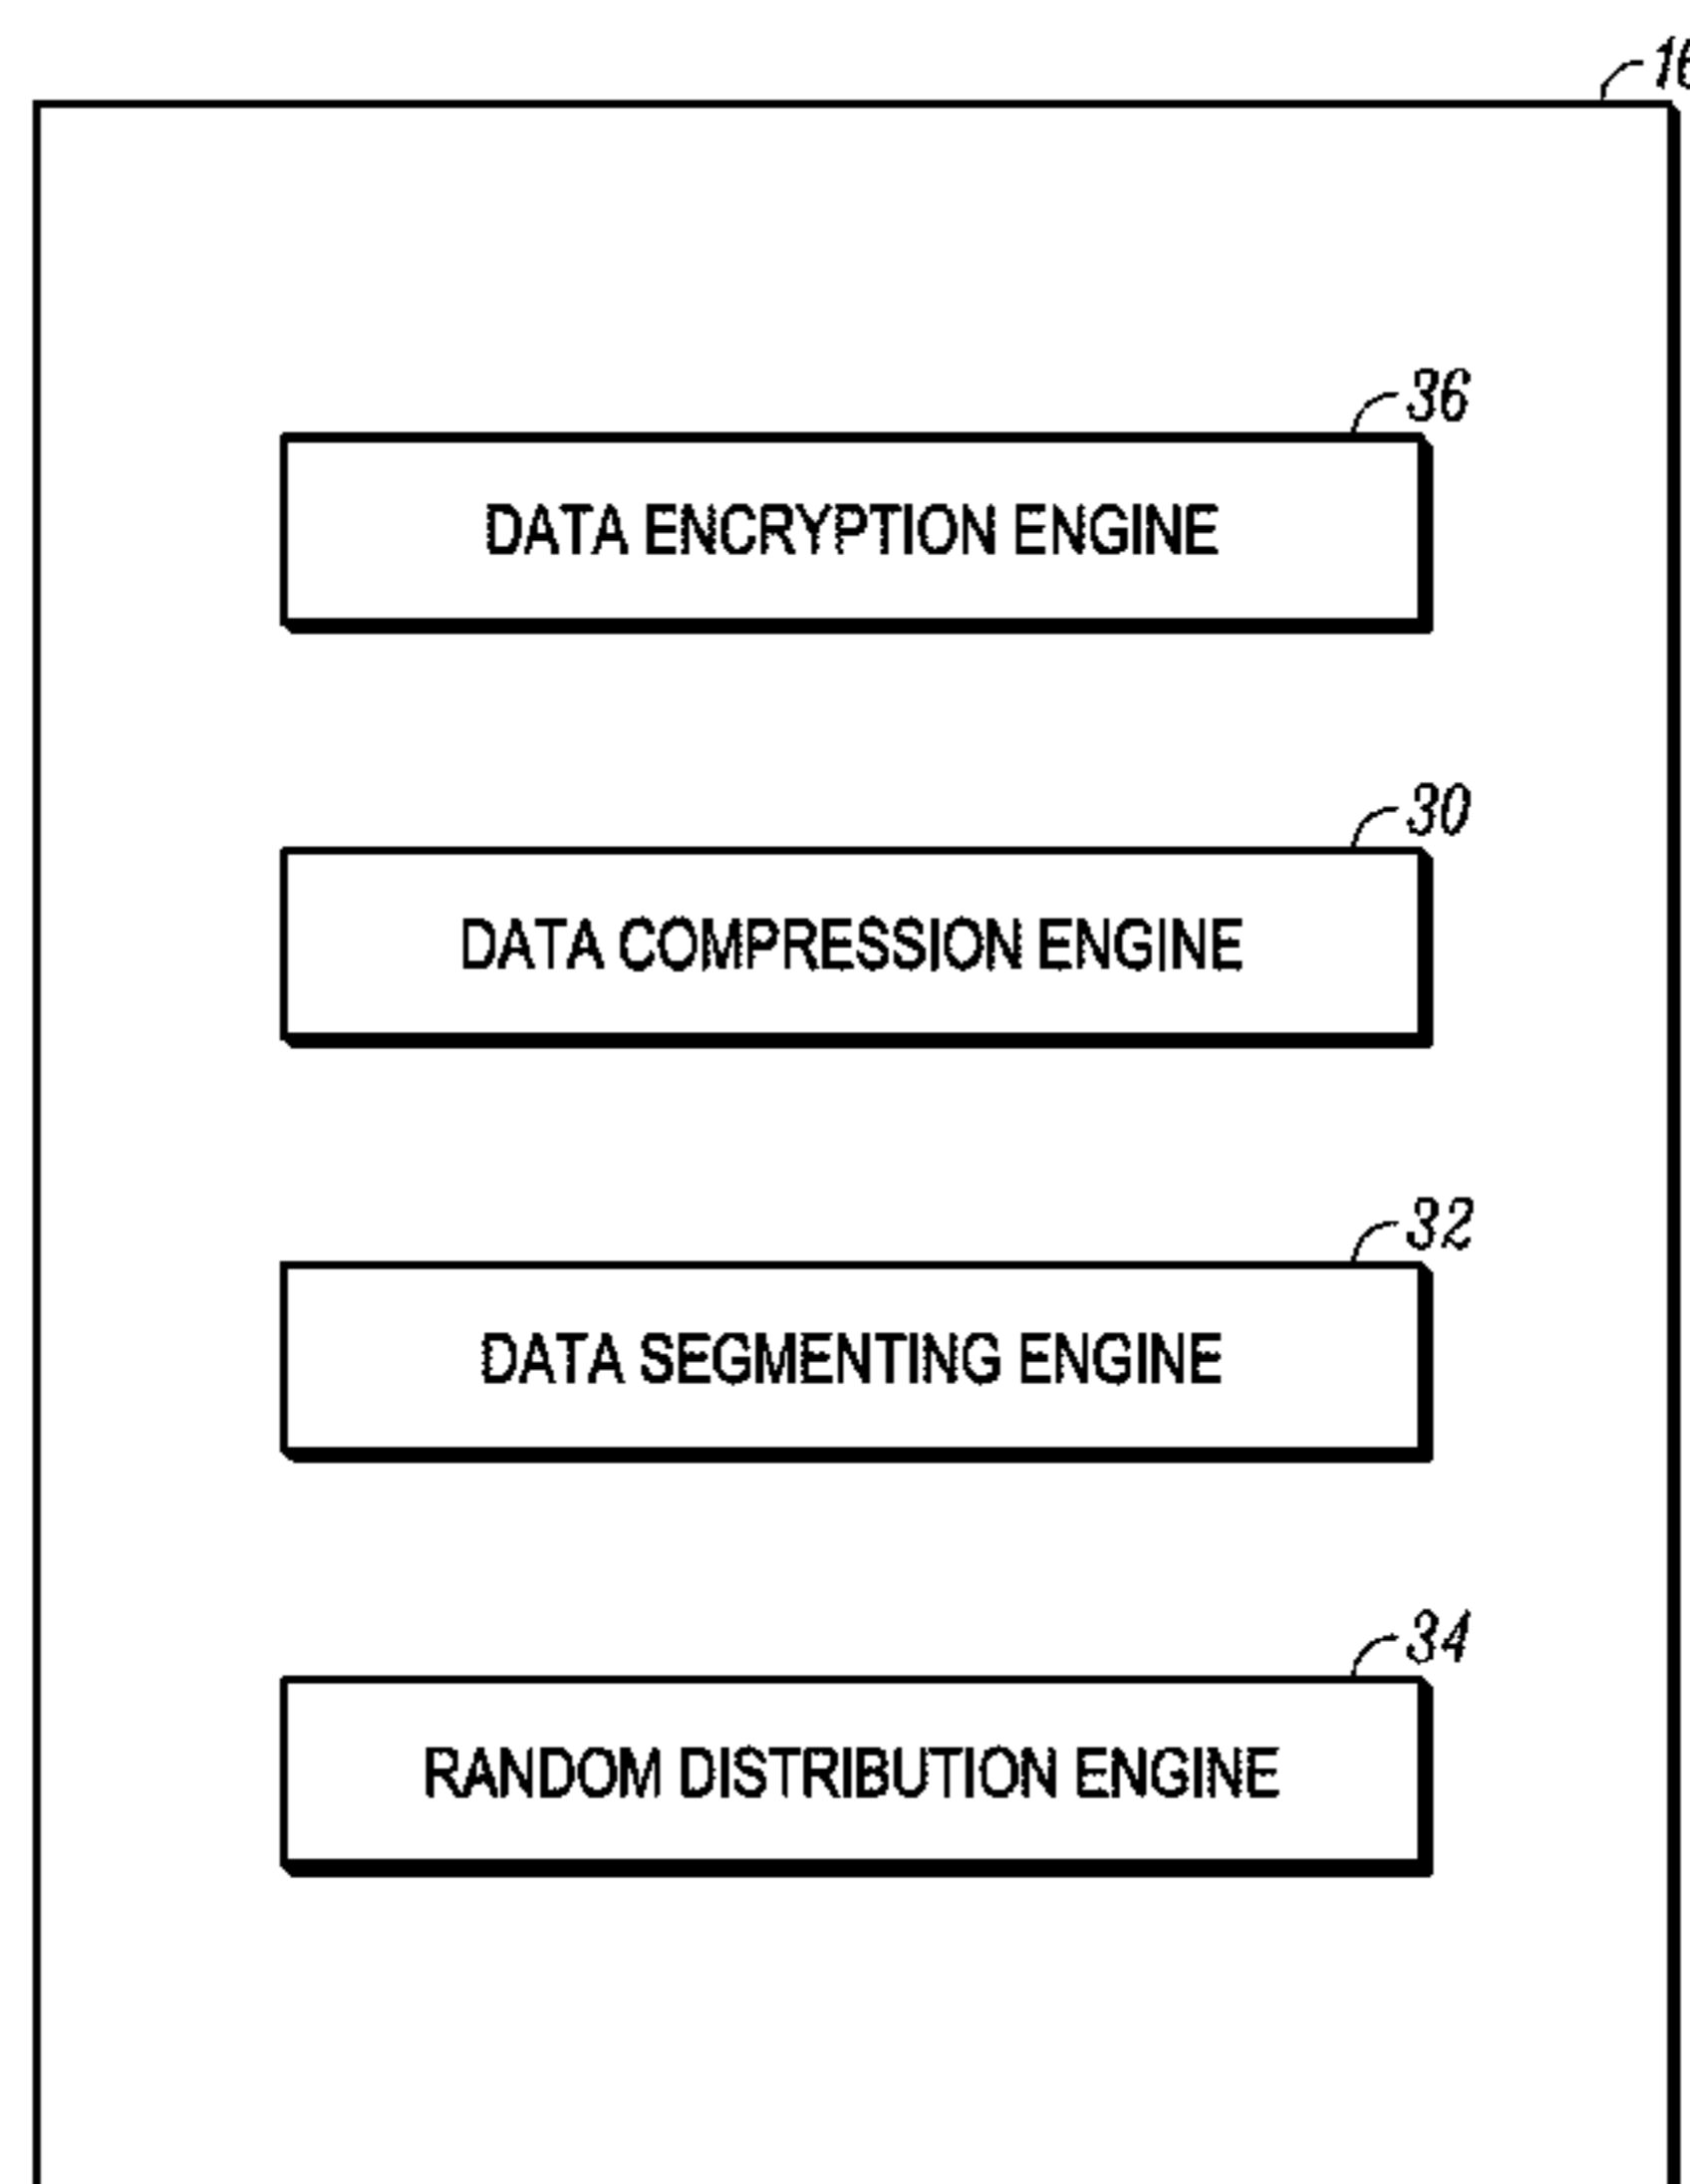 36
DATA ENCRYPTION ENGINE
30
DATA COMPRESSION ENGINE
32
DATA SEGMENTING ENGINE
34
RANDOM DISTRIBUTION ENGINE